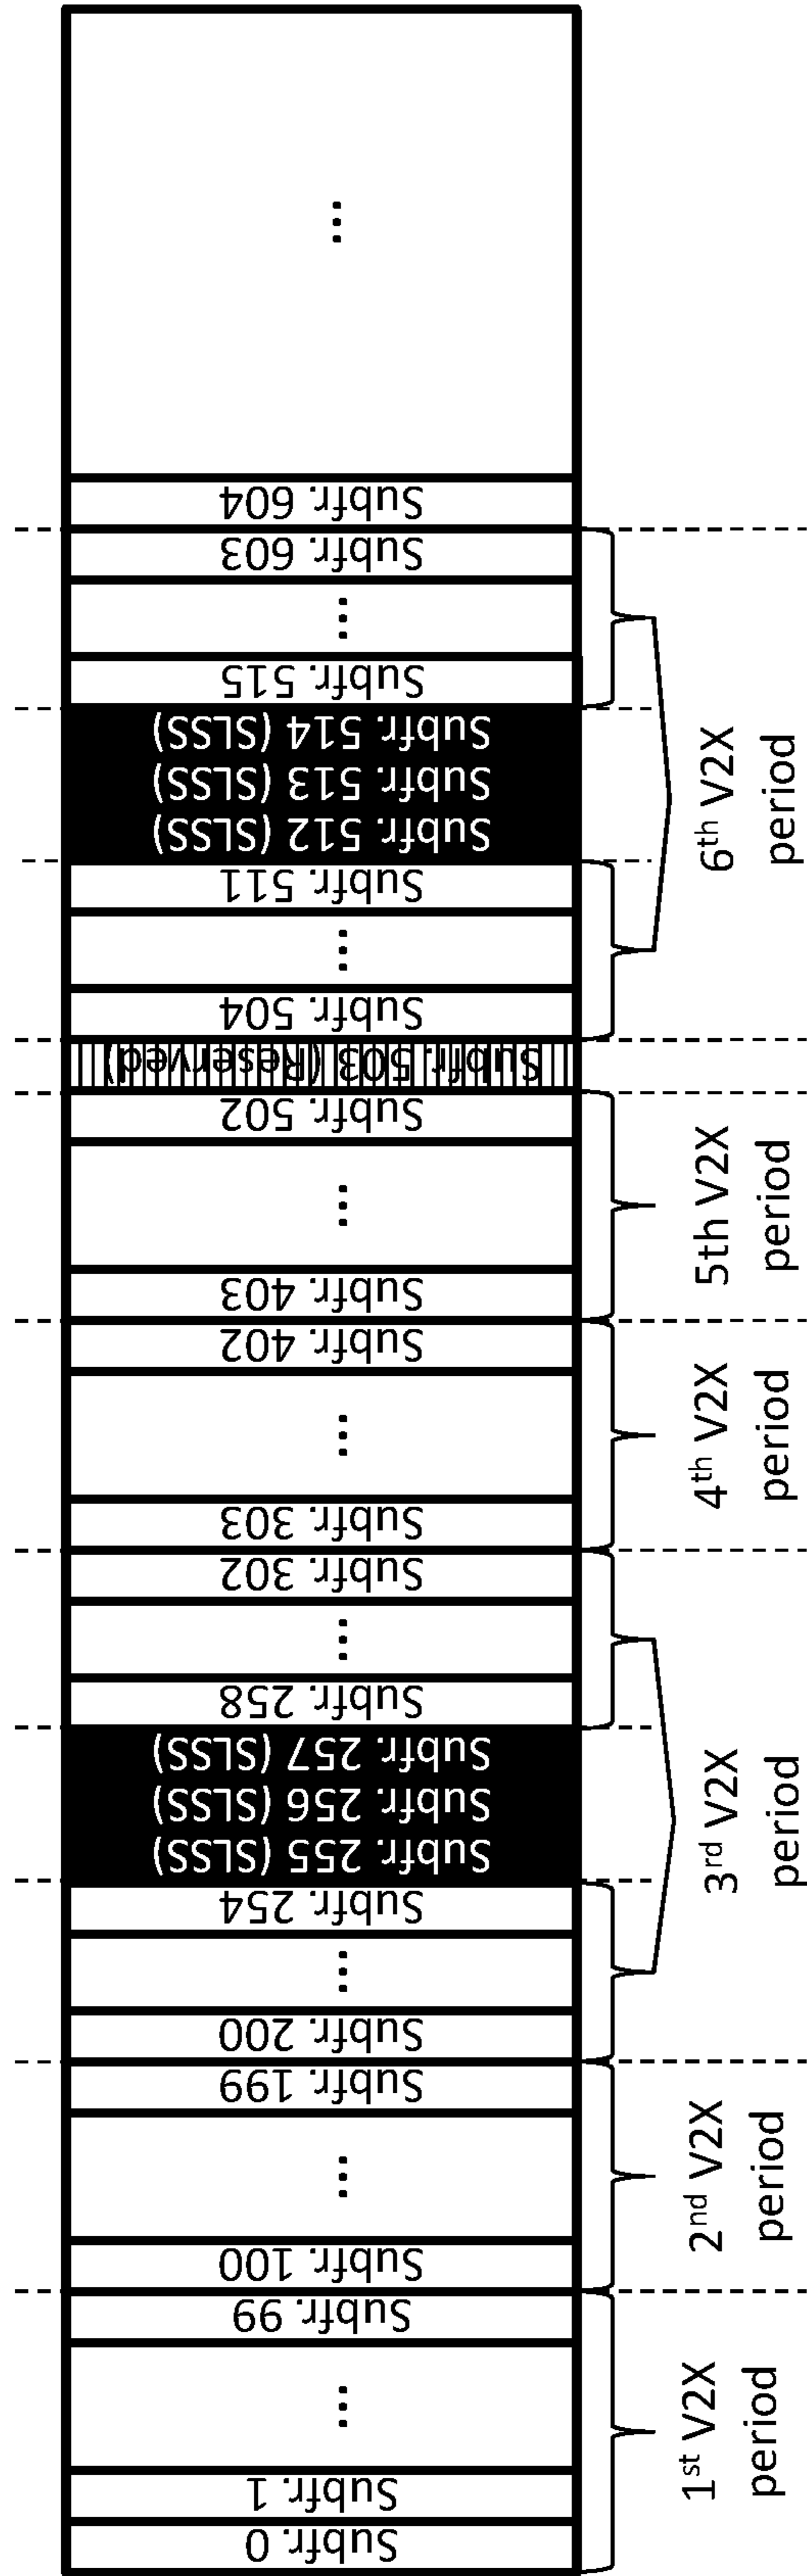 Subfr. 0
Subfr. 1
...
Subfr. 99
Subfr. 100
...
Subfr. 199
Subfr. 200
...
Subfr. 254
Subfr. 255 (SLSS)
Subfr. 256 (SLSS)
Subfr. 257 (SLSS)
Subfr. 258
...
Subfr. 302
Subfr. 303
...
Subfr. 402
Subfr. 403
...
Subfr. 502
Subfr. 503 (Reserved)
Subfr. 504
...
Subfr. 511
Subfr. 512 (SLSS)
Subfr. 513 (SLSS)
Subfr. 514 (SLSS)
Subfr. 515
...
Subfr. 603
Subfr. 604
...
1st V2X
period
2nd V2X
period
3rd V2X
period
4th V2X
period
5th V2X
period
6th V2X
period